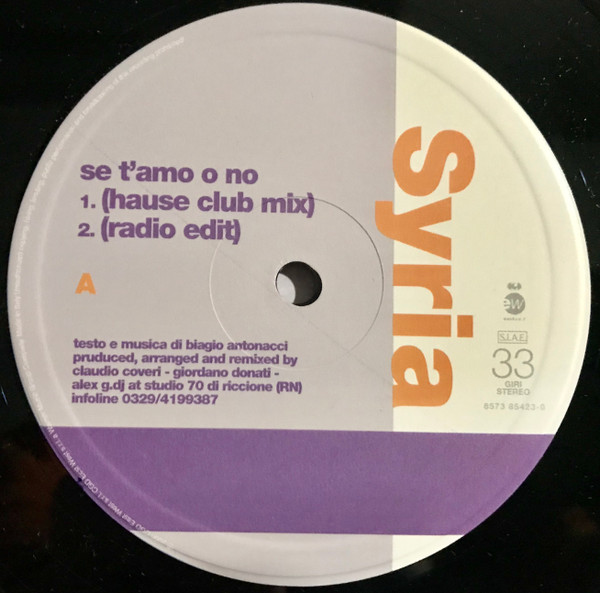 se t'amo o no
1. (hause club mix)
2. (radio edit)
A
testo e musica di biagio antonacci
pruduced, arranged and remixed by
claudio coveri - giordano donati -
alex g.dj at studio 70 di riccione (RN)
infoline 0329/4199387
Syria
ew
S.I.A.E.
33
GIRI
STEREO